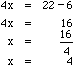 4x = 22 – 6
4x = 16
x = 16/4
x = 4